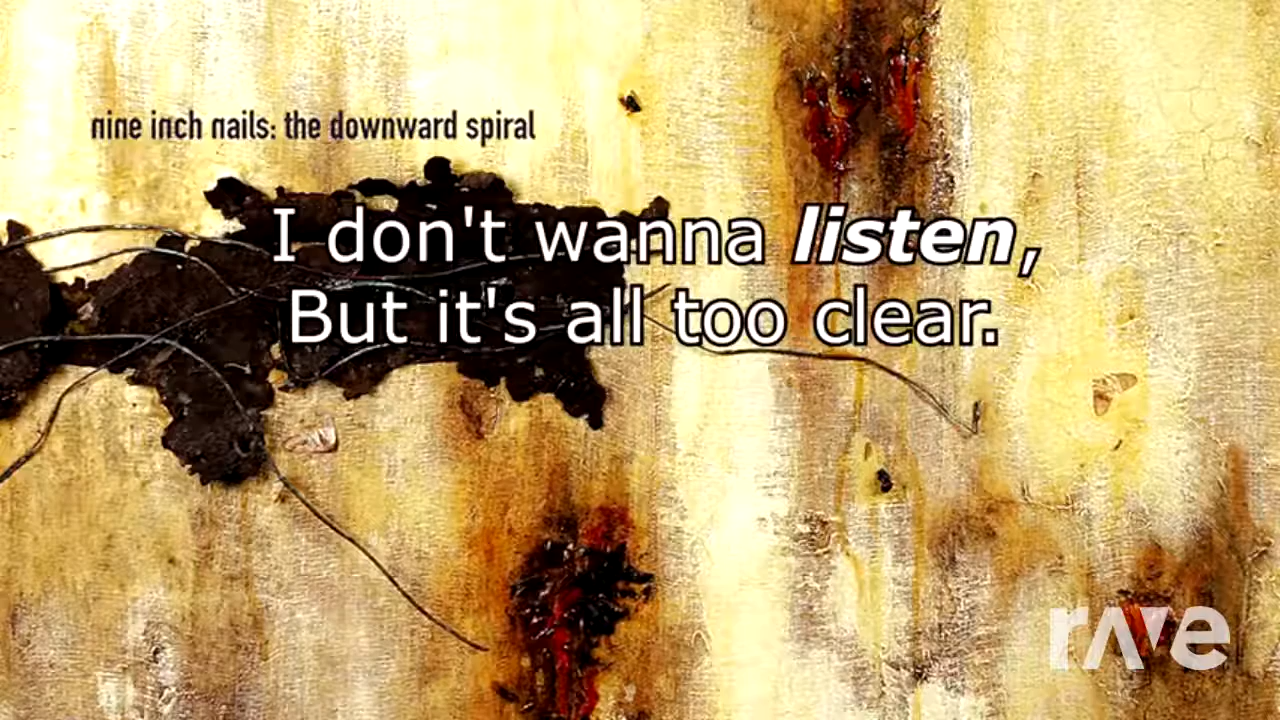 nine inch nails: the downward spiral
I don't wanna listen,
But it's all too clear.
rave